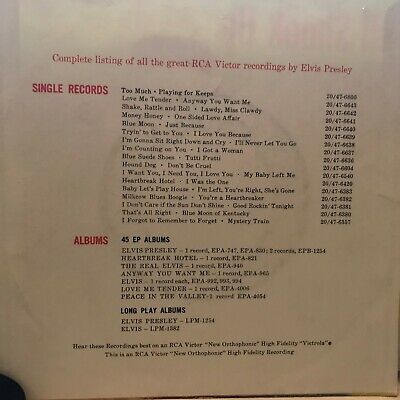 Complete listing of all the great RCA Victor recordings by Elvis Presley
SINGLE RECORDS
Too Much • Playing for Keeps 20/47-6800
Love Me Tender • Anyway You Want Me 20/47-6643
Shake, Rattle and Roll • Lawdy, Miss Clawdy 20/47-6642
Money Honey • One Sided Love Affair 20/47-6641
Blue Moon • Just Because 20/47-6640
Tryin' to Get to You • I Love You Because 20/47-6639
I'm Gonna Sit Right Down and Cry • I'll Never Let You Go 20/47-6638
I'm Counting on You • I Got a Woman 20/47-6637
Blue Suede Shoes • Tutti Frutti 20/47-6636
Hound Dog • Don't Be Cruel 20/47-6604
I Want You, I Need You, I Love You • My Baby Left Me 20/47-6540
Heartbreak Hotel • I Was the One 20/47-6420
Baby Let's Play House • I'm Left, You're Right, She's Gone 20/47-6383
Milkcow Blues Boogie • You're a Heartbreaker 20/47-6382
I Don't Care if the Sun Don't Shine • Good Rockin' Tonight 20/47-6381
That's All Right • Blue Moon of Kentucky 20/47-6380
I Forgot to Remember to Forget • Mystery Train 20/47-6357
ALBUMS
45 EP ALBUMS
ELVIS PRESLEY – 1 record, EPA-747, EPA-830; 2 records, EPB-1254
HEARTBREAK HOTEL – 1 record, EPA-821
THE REAL ELVIS – 1 record, EPA-940
ANYWAY YOU WANT ME – 1 record, EPA-965
ELVIS – 1 record each, EPA-992, 993, 994
LOVE ME TENDER – 1 record, EPA-4006
PEACE IN THE VALLEY-1 record EPA-4054
LONG PLAY ALBUMS
ELVIS PRESLEY – LPM-1254
ELVIS – LPM-1382
Hear these Recordings best on an RCA Victor "New Orthophonic" High Fidelity "Victrola"®
This is an RCA Victor "New Orthophonic" High Fidelity Recording